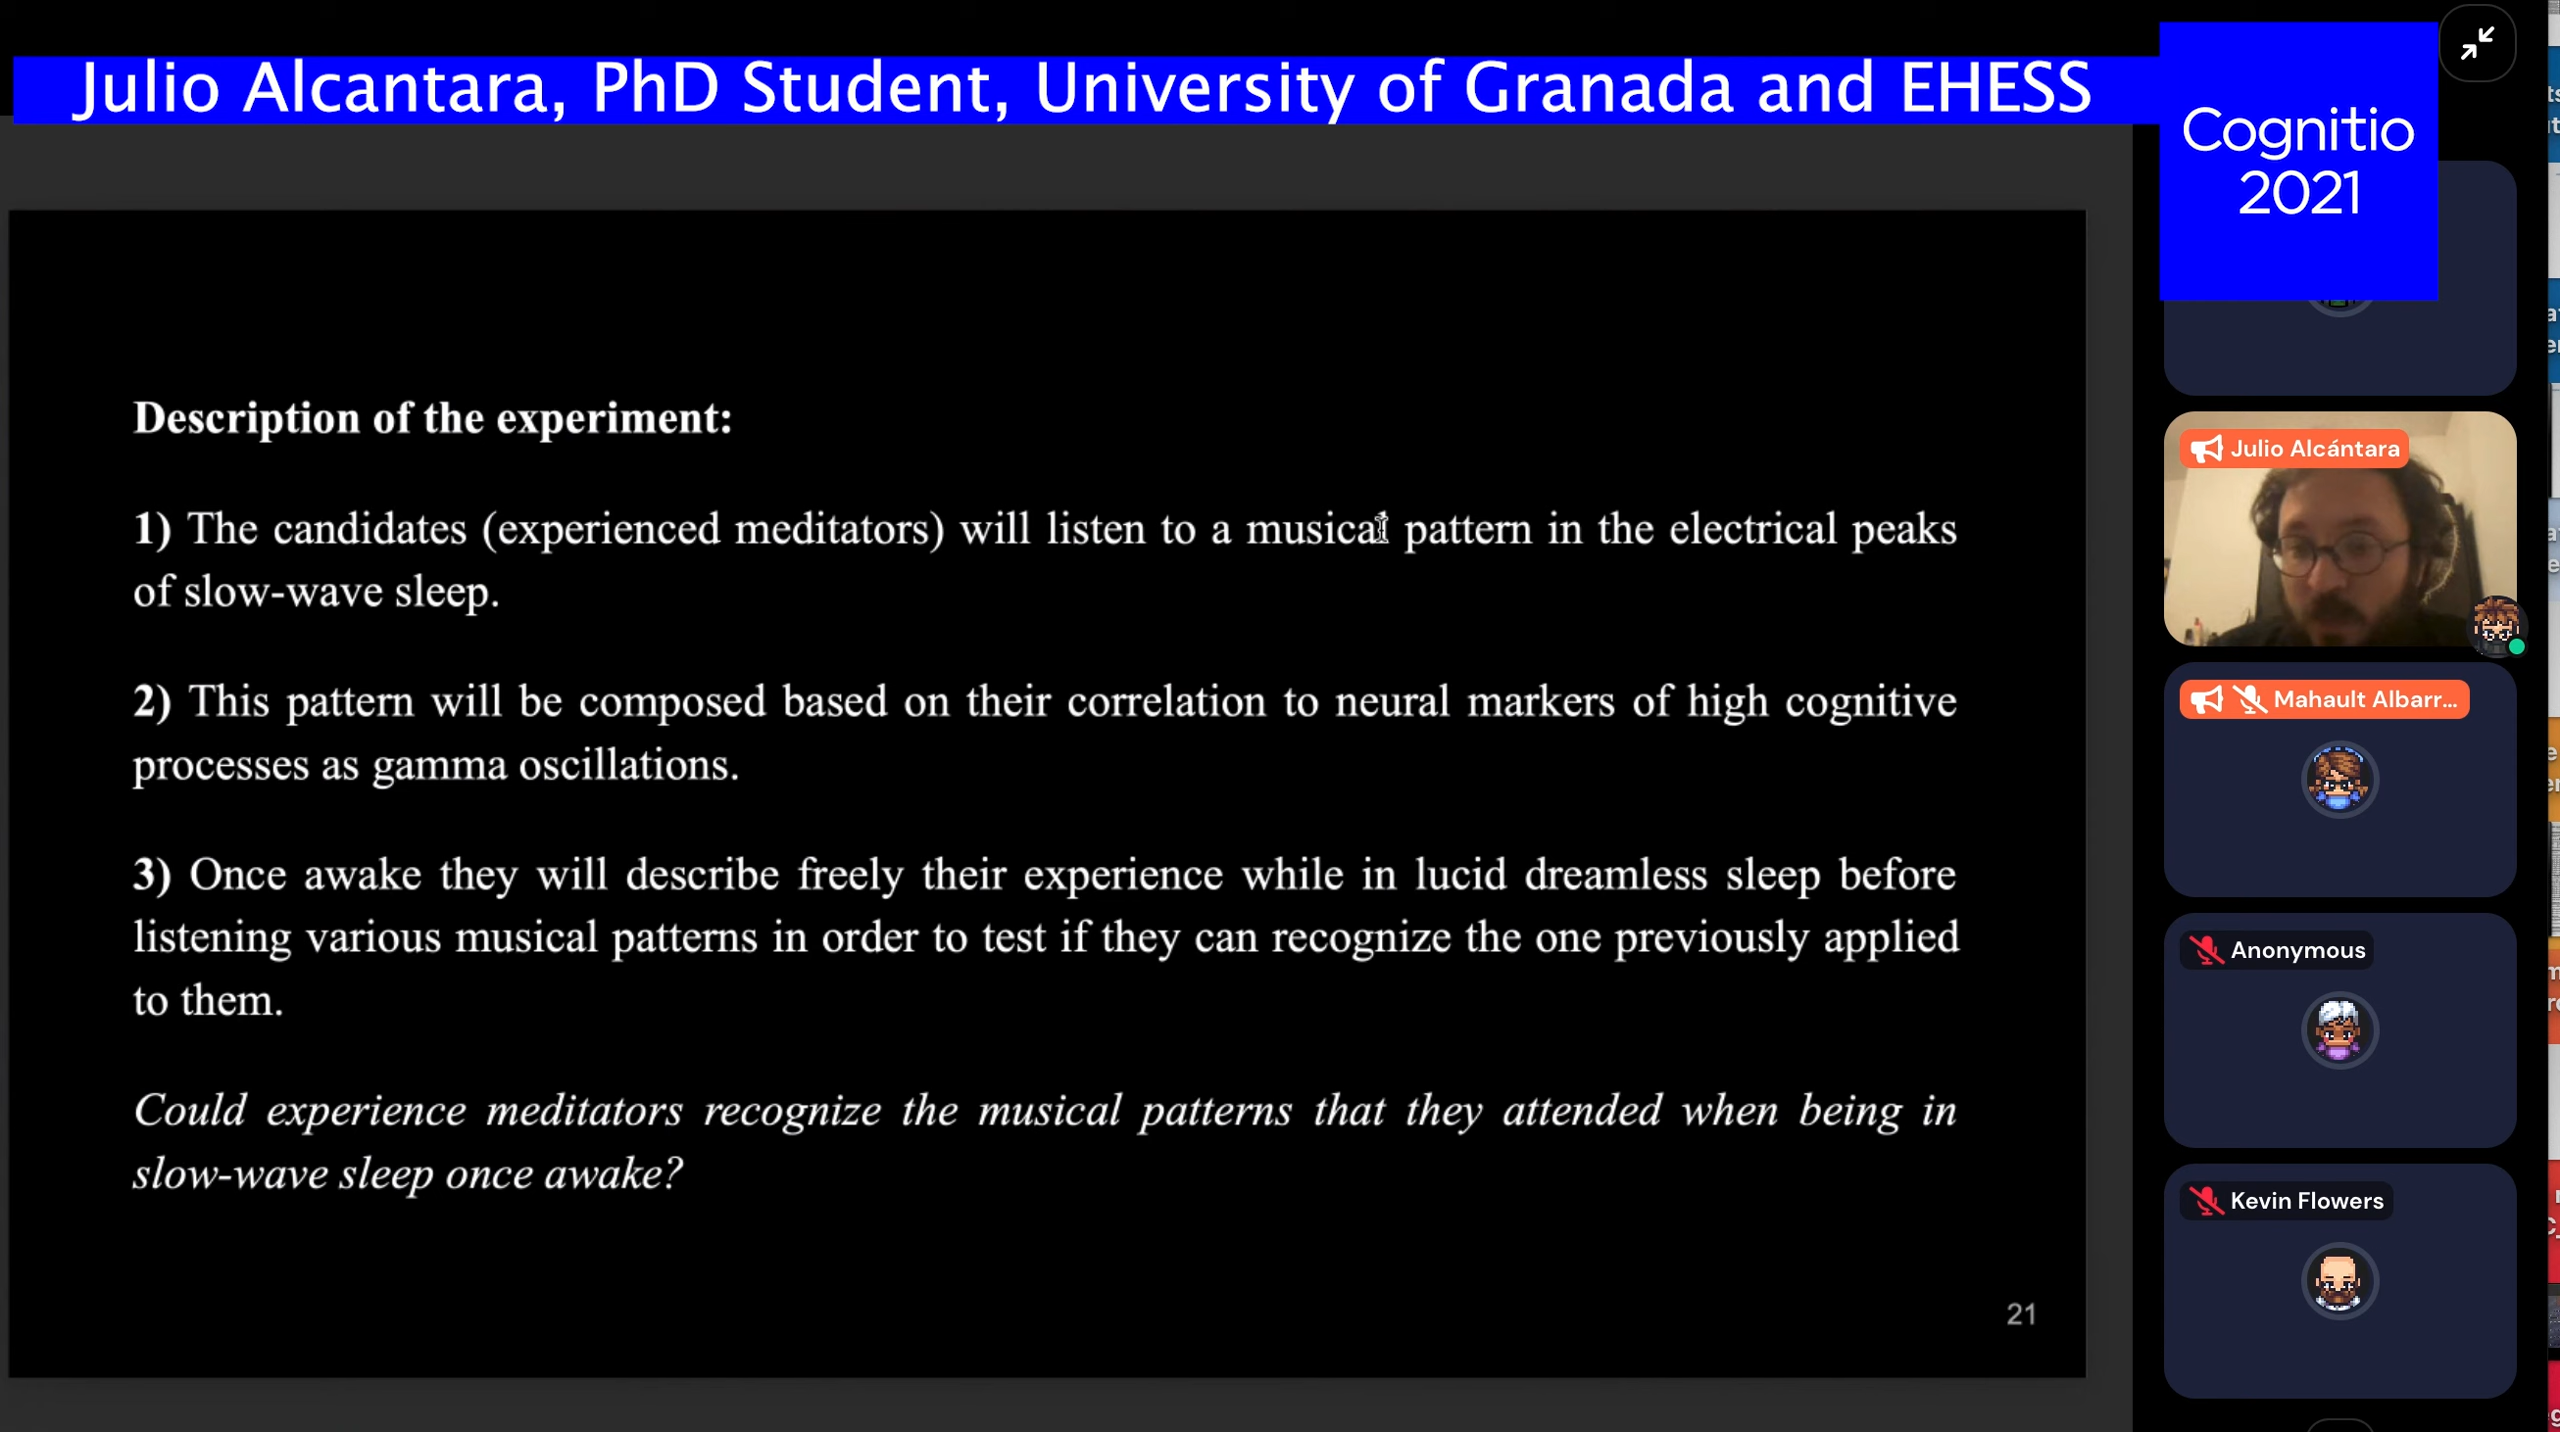 Julio Alcantara, PhD Student, University of Granada and EHESS
Cognitio
2021
Description of the experiment:
1) The candidates (experienced meditators) will listen to a musical pattern in the electrical peaks
of slow-wave sleep.
2) This pattern will be composed based on their correlation to neural markers of high cognitive
processes as gamma oscillations.
3) Once awake they will describe freely their experience while in lucid dreamless sleep before
listening various musical patterns in order to test if they can recognize the one previously applied
to them.
Could experience meditators recognize the musical patterns that they attended when being in
slow-wave sleep once awake?
21
Julio Alcántara
Mahault Albarr...
Anonymous
Kevin Flowers